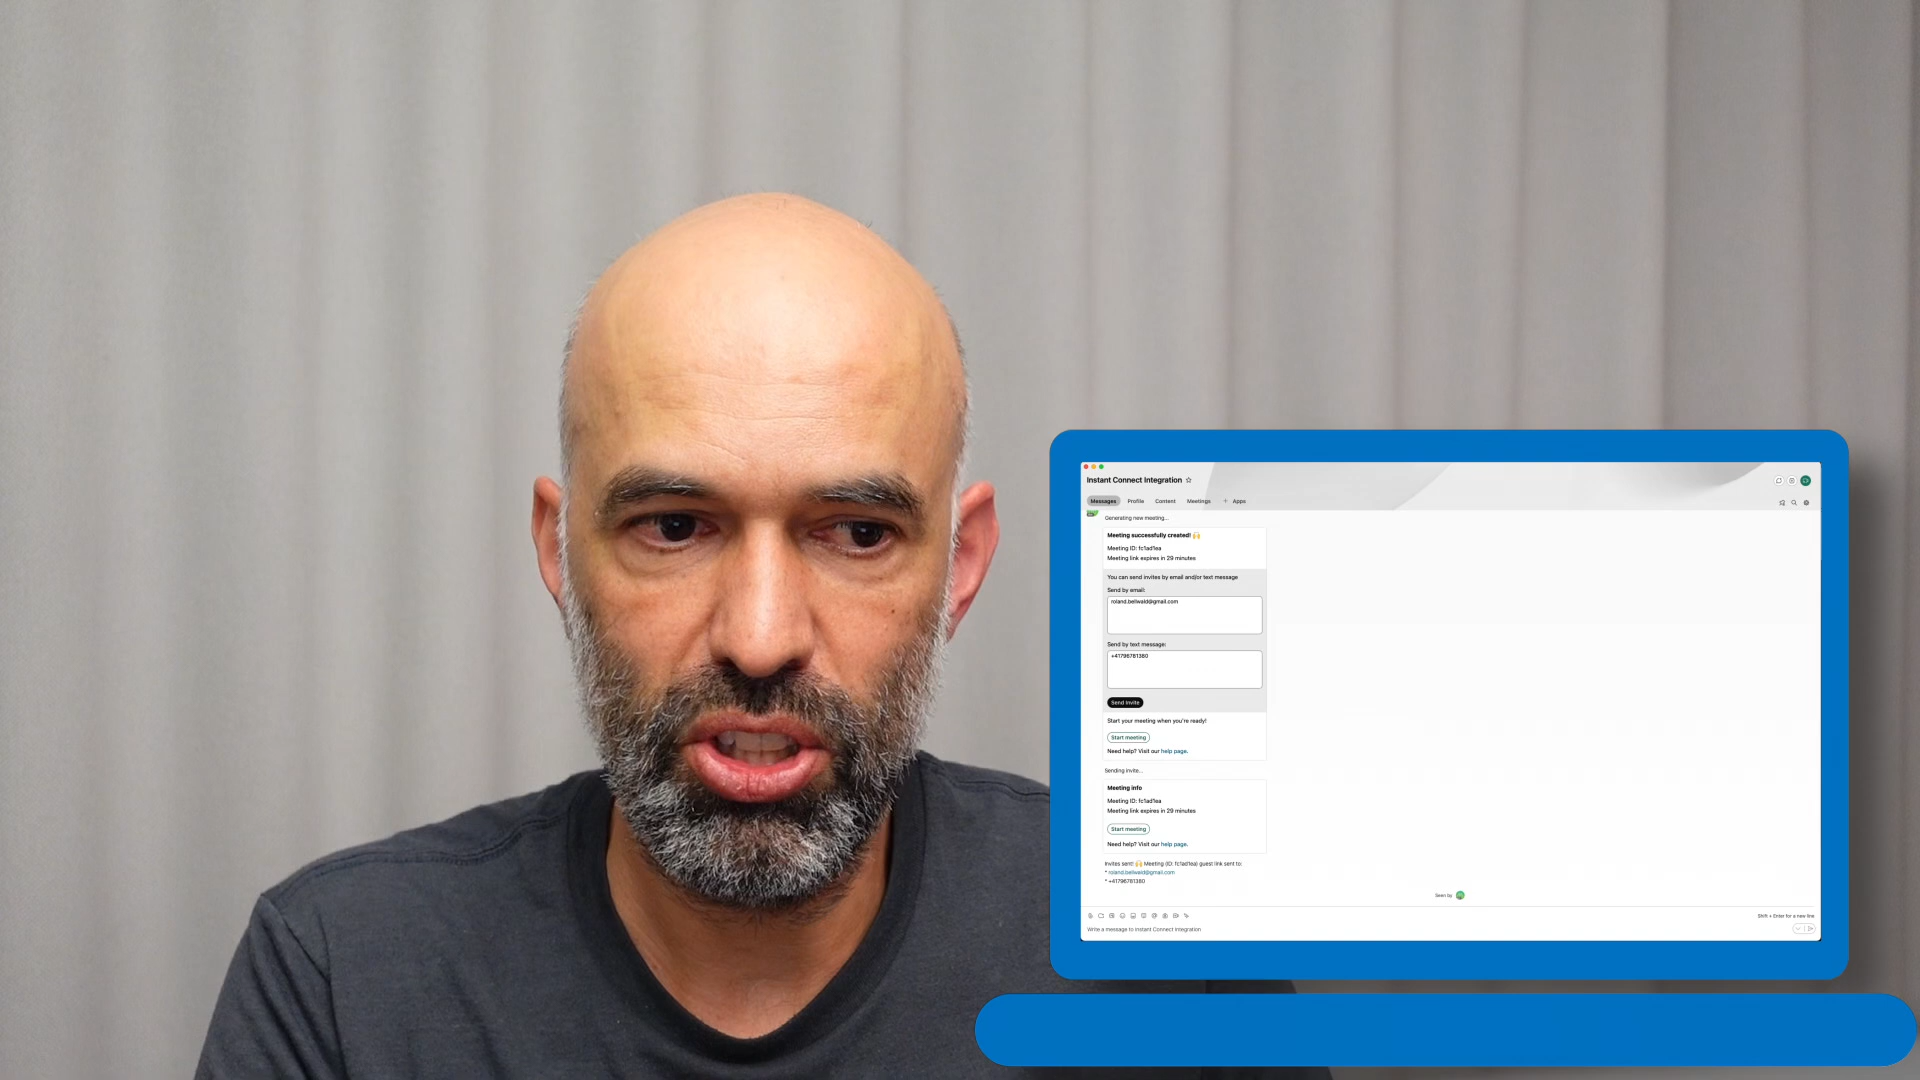 Instant Connect Integration
Messages Profile Content Meetings + Apps
Generating new meeting...
Meeting successfully created! 🙌
Meeting ID: fc1ad1ea
Meeting link expires in 29 minutes
You can send invites by email and/or text message
Send by email:
roland.bellwald@gmail.com
Send by text message:
+41796781380
Send Invite
Start your meeting when you're ready!
Start meeting
Need help? Visit our help page.
Sending invite...
Meeting info
Meeting ID: fc1ad1ea
Meeting link expires in 29 minutes
Start meeting
Need help? Visit our help page.
Invites sent! 🙌 Meeting (ID: fc1ad1ea) guest link sent to:
* roland.bellwald@gmail.com
* +41796781380
Seen by
Shift + Enter for a new line
Write a message to Instant Connect Integration